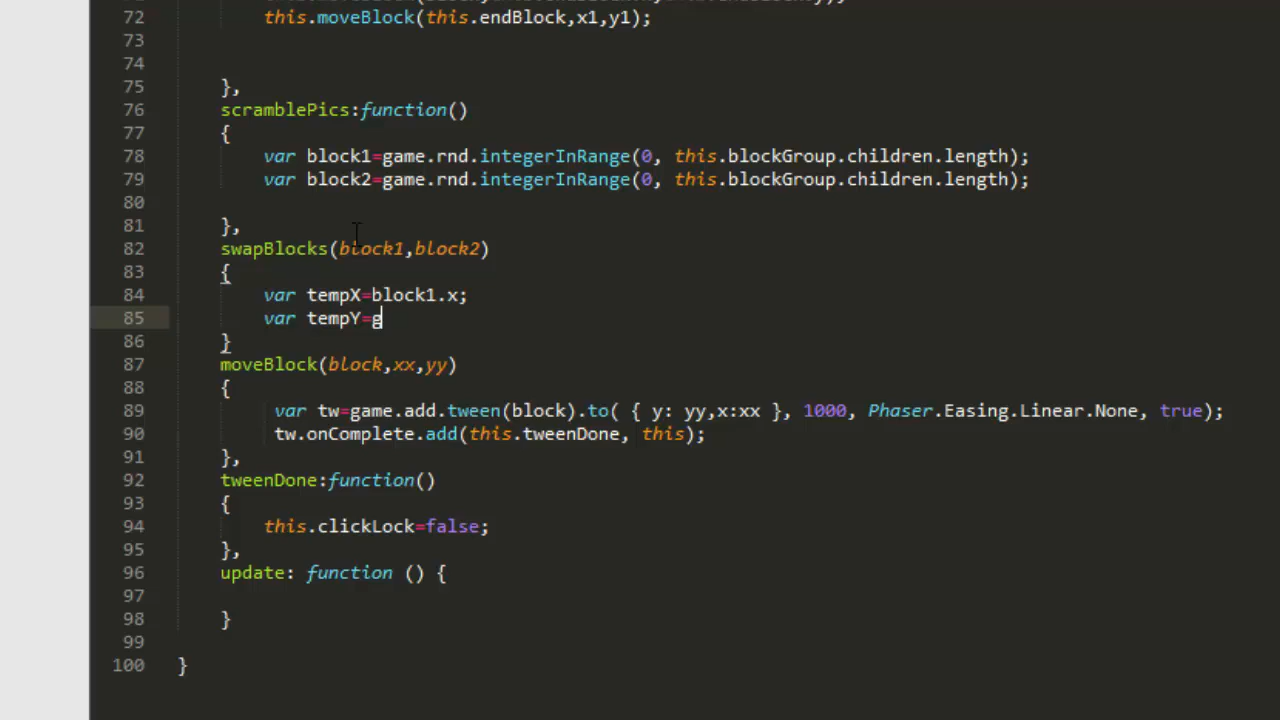 72 this.moveBlock(this.endBlock,x1,y1);
73
74
75 },
76 scramblePics:function()
77 {
78 var block1=game.rnd.integerInRange(0, this.blockGroup.children.length);
79 var block2=game.rnd.integerInRange(0, this.blockGroup.children.length);
80
81 },
82 swapBlocks(block1,block2)
83 {
84 var tempX=block1.x;
85 var tempY=g
86 }
87 moveBlock(block,xx,yy)
88 {
89 var tw=game.add.tween(block).to( { y: yy,x:xx }, 1000, Phaser.Easing.Linear.None, true);
90 tw.onComplete.add(this.tweenDone, this);
91 },
92 tweenDone:function()
93 {
94 this.clickLock=false;
95 },
96 update: function () {
97
98 }
99
100 }